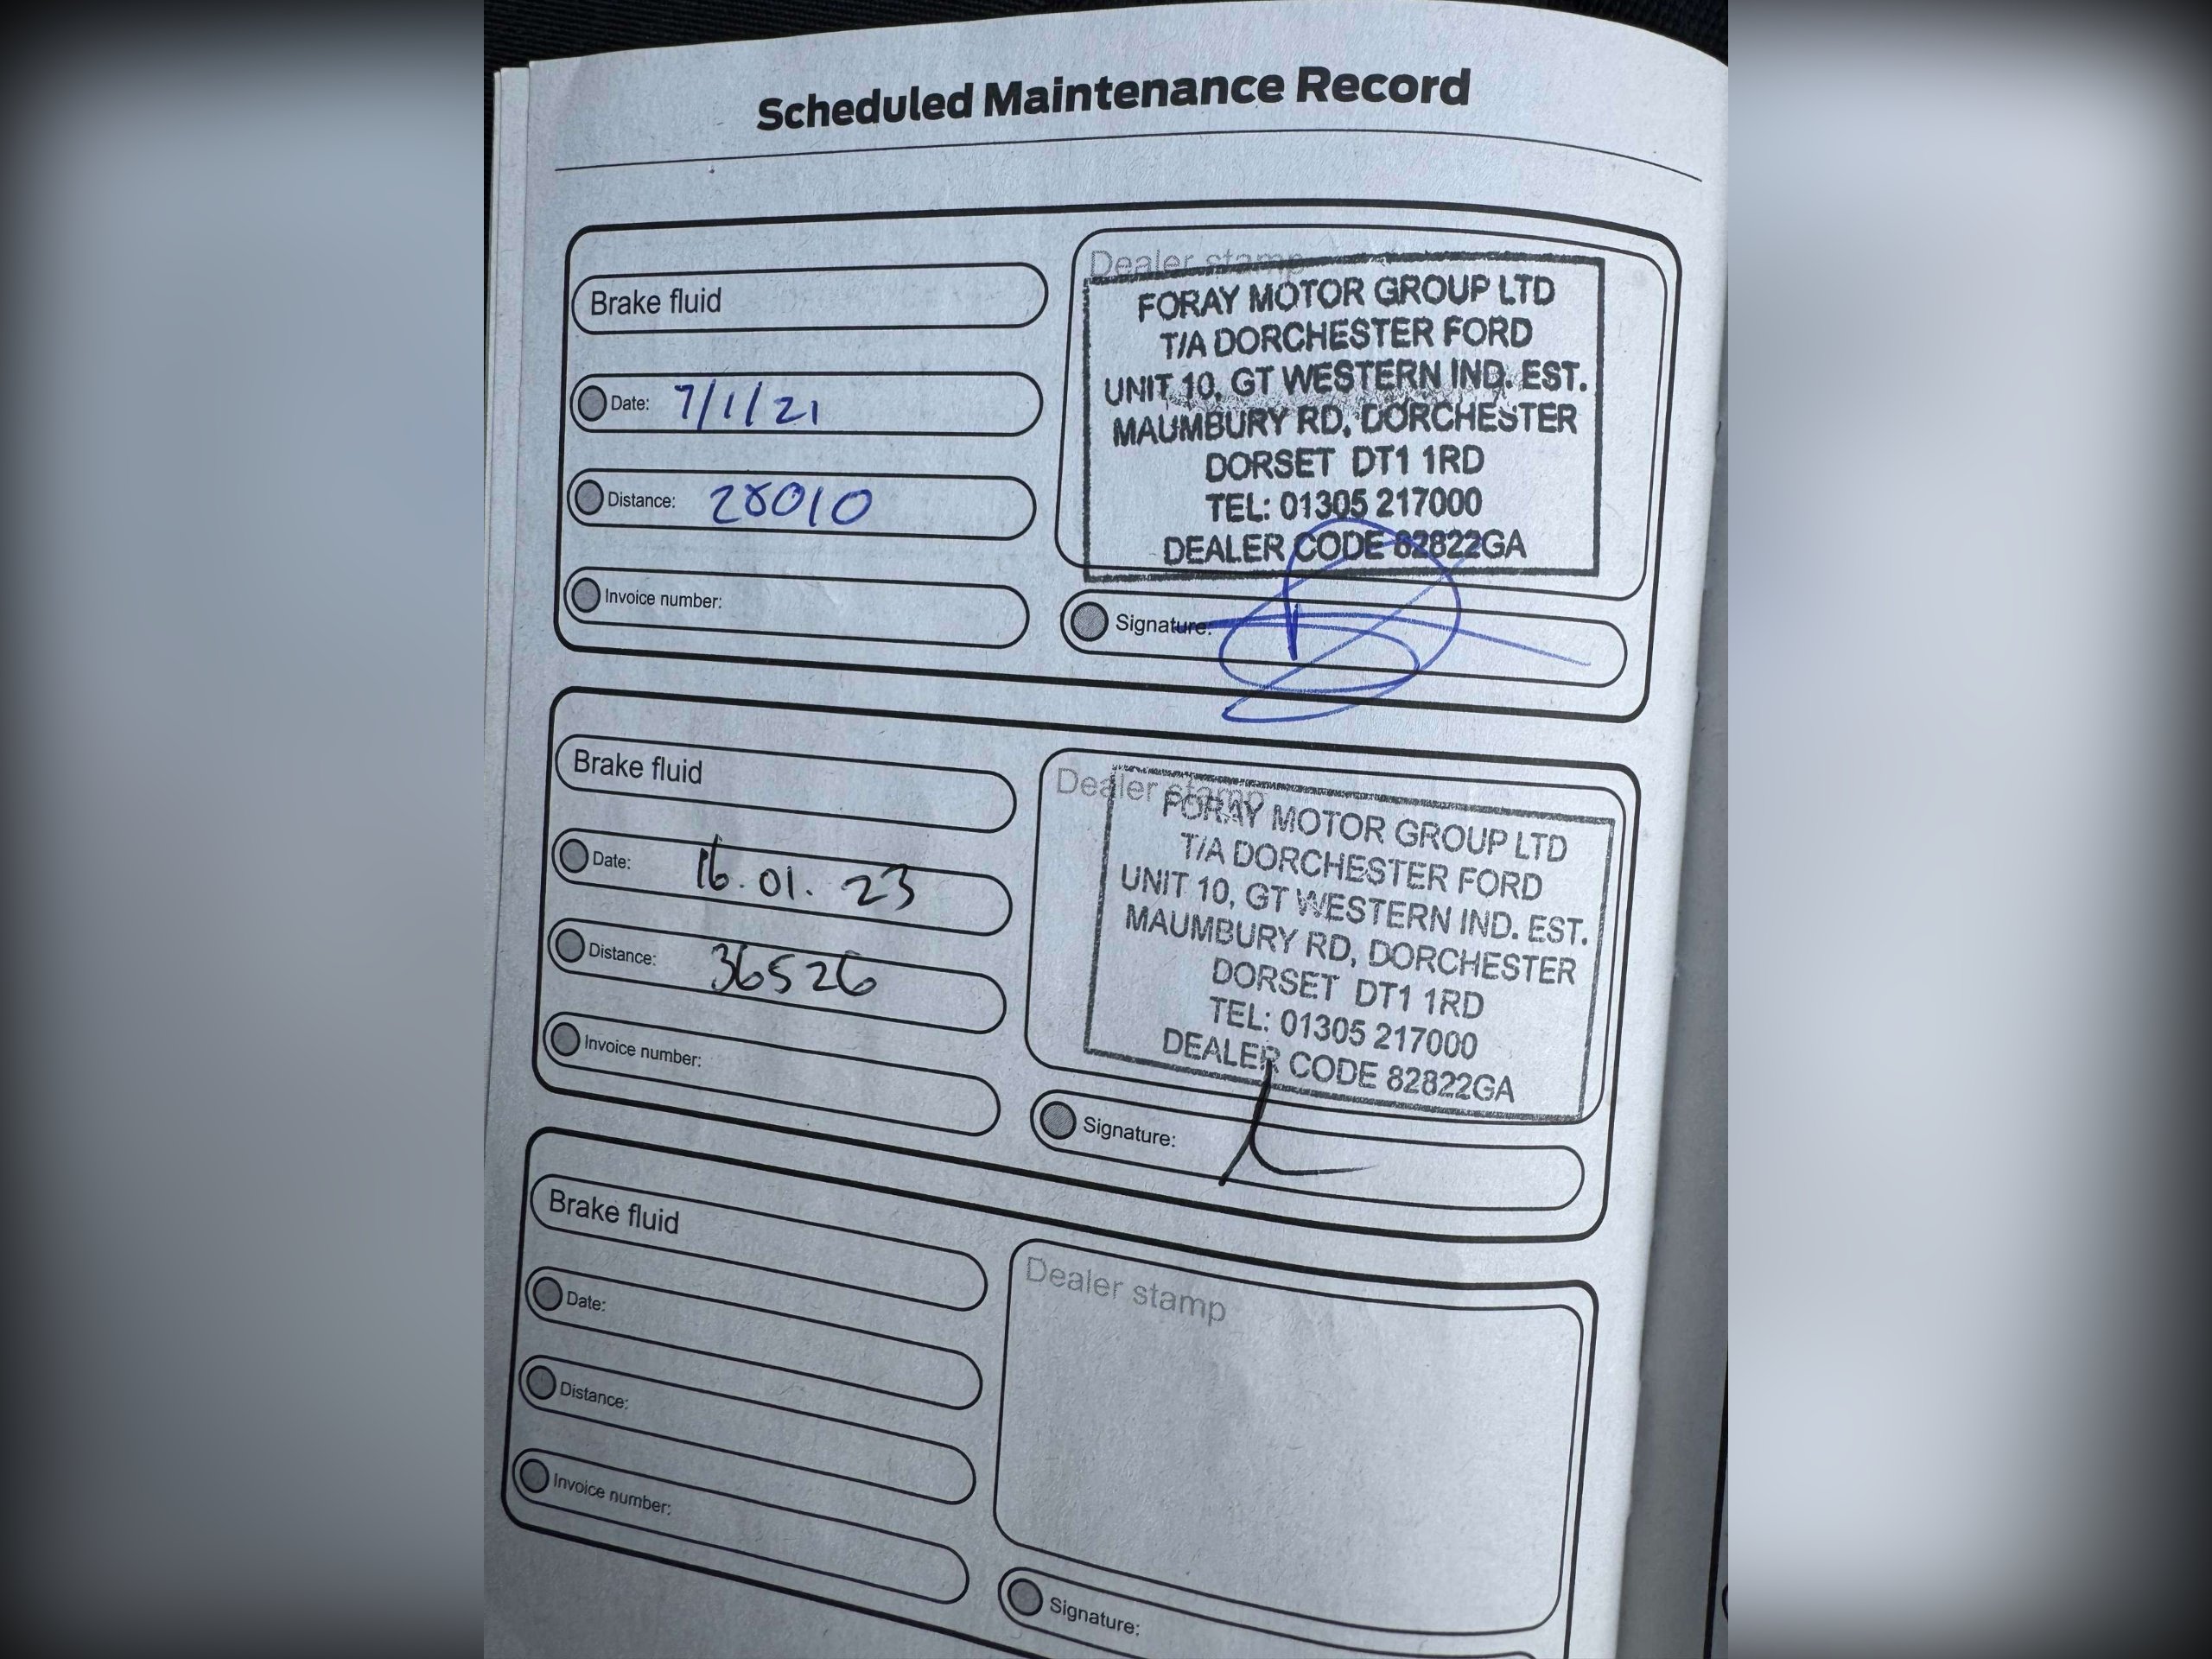 Scheduled Maintenance Record
Brake fluid
Date: 7/1/21
Distance: 28010
Invoice number:
Dealer stamp
FORAY MOTOR GROUP LTD
T/A DORCHESTER FORD
UNIT 10, GT WESTERN IND. EST.
MAUMBURY RD, DORCHESTER
DORSET DT1 1RD
TEL: 01305 217000
DEALER CODE 82822GA
Signature:
Brake fluid
Date: 16.01.23
Distance: 36526
Invoice number:
Dealer stamp
FORAY MOTOR GROUP LTD
T/A DORCHESTER FORD
UNIT 10, GT WESTERN IND. EST.
MAUMBURY RD, DORCHESTER
DORSET DT1 1RD
TEL: 01305 217000
DEALER CODE 82822GA
Signature:
Brake fluid
Date:
Distance:
Invoice number:
Dealer stamp
Signature: